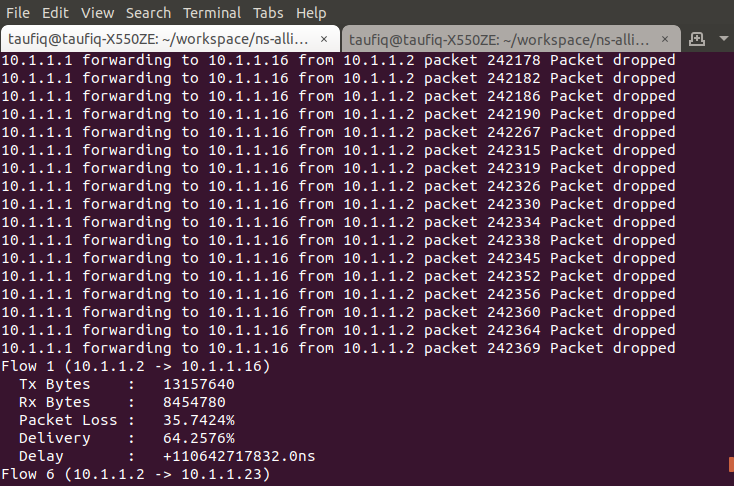 File Edit View Search Terminal Tabs Help
taufiq@taufiq-X550ZE: ~/workspace/ns-alli... × taufiq@taufiq-X550ZE: ~/workspace/ns-alli... ×
10.1.1.1 forwarding to 10.1.1.16 from 10.1.1.2 packet 242178 Packet dropped
10.1.1.1 forwarding to 10.1.1.16 from 10.1.1.2 packet 242182 Packet dropped
10.1.1.1 forwarding to 10.1.1.16 from 10.1.1.2 packet 242186 Packet dropped
10.1.1.1 forwarding to 10.1.1.16 from 10.1.1.2 packet 242190 Packet dropped
10.1.1.1 forwarding to 10.1.1.16 from 10.1.1.2 packet 242267 Packet dropped
10.1.1.1 forwarding to 10.1.1.16 from 10.1.1.2 packet 242315 Packet dropped
10.1.1.1 forwarding to 10.1.1.16 from 10.1.1.2 packet 242319 Packet dropped
10.1.1.1 forwarding to 10.1.1.16 from 10.1.1.2 packet 242326 Packet dropped
10.1.1.1 forwarding to 10.1.1.16 from 10.1.1.2 packet 242330 Packet dropped
10.1.1.1 forwarding to 10.1.1.16 from 10.1.1.2 packet 242334 Packet dropped
10.1.1.1 forwarding to 10.1.1.16 from 10.1.1.2 packet 242338 Packet dropped
10.1.1.1 forwarding to 10.1.1.16 from 10.1.1.2 packet 242345 Packet dropped
10.1.1.1 forwarding to 10.1.1.16 from 10.1.1.2 packet 242352 Packet dropped
10.1.1.1 forwarding to 10.1.1.16 from 10.1.1.2 packet 242356 Packet dropped
10.1.1.1 forwarding to 10.1.1.16 from 10.1.1.2 packet 242360 Packet dropped
10.1.1.1 forwarding to 10.1.1.16 from 10.1.1.2 packet 242364 Packet dropped
10.1.1.1 forwarding to 10.1.1.16 from 10.1.1.2 packet 242369 Packet dropped
Flow 1 (10.1.1.2 -> 10.1.1.16)
  Tx Bytes    :   13157640
  Rx Bytes    :   8454780
  Packet Loss :   35.7424%
  Delivery    :   64.2576%
  Delay       :   +110642717832.0ns
Flow 6 (10.1.1.2 -> 10.1.1.23)